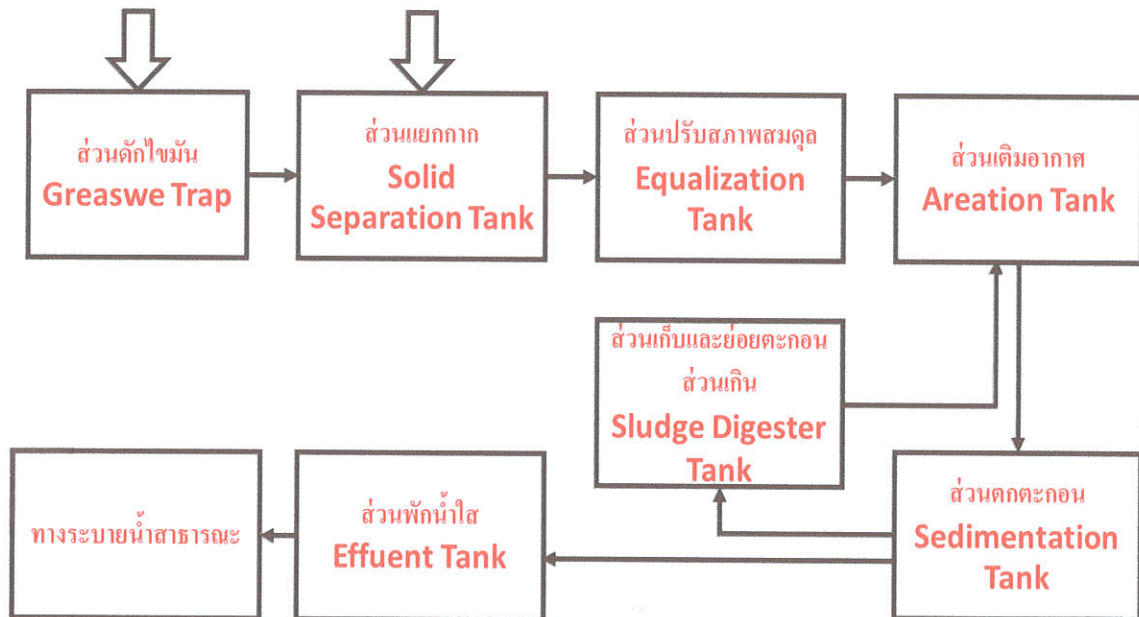 ส่วนดักไขมัน
Greaswe Trap
ส่วนแยกกาก
Solid
Separation Tank
ส่วนปรับสภาพสมดุล
Equalization
Tank
ส่วนเติมอากาศ
Areation Tank
ส่วนเก็บและย่อยตะกอน
ส่วนเกิน
Sludge Digester
Tank
ส่วนตกตะกอน
Sedimentation
Tank
ส่วนพักน้ำใส
Effuent Tank
ทางระบายน้ำสาธารณะ